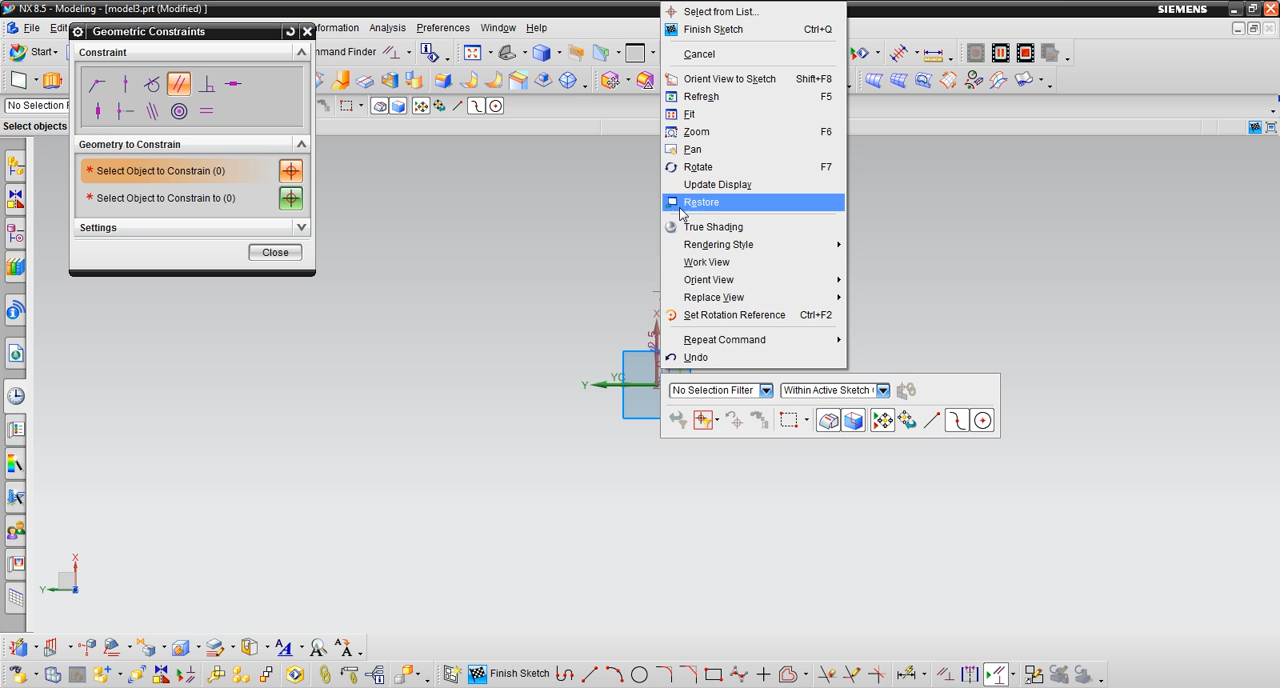 NX 8.5 - Modeling - [model3.prt (Modified) ]
SIEMENS
File Edi
ormation Analysis Preferences Window Help
Start
mmand Finder
No Selection F
Select objects
Geometric Constraints
Constraint
Geometry to Constrain
* Select Object to Constrain (0)
* Select Object to Constrain to (0)
Settings
Close
Select from List...
Finish Sketch Ctrl+Q
Cancel
Orient View to Sketch Shift+F8
Refresh F5
Fit
Zoom F6
Pan
Rotate F7
Update Display
Restore
True Shading
Rendering Style
Work View
Orient View
Replace View
Set Rotation Reference Ctrl+F2
Repeat Command
Undo
No Selection Filter Within Active Sketch
X
Y YC
X
Y
Finish Sketch